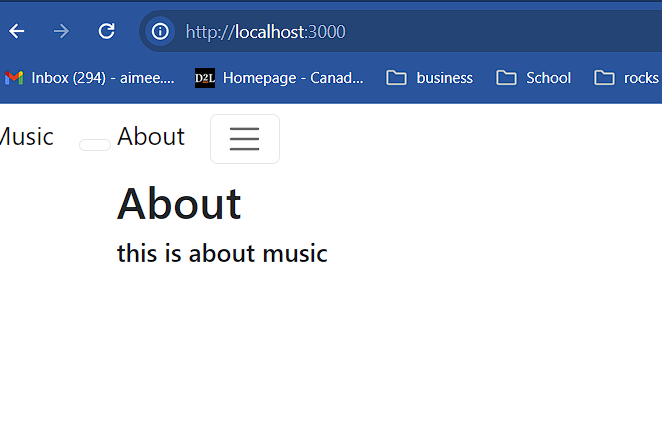 http://localhost:3000
Inbox (294) - aimee.... D2L Homepage - Canad... business School rocks
Music About
About
this is about music